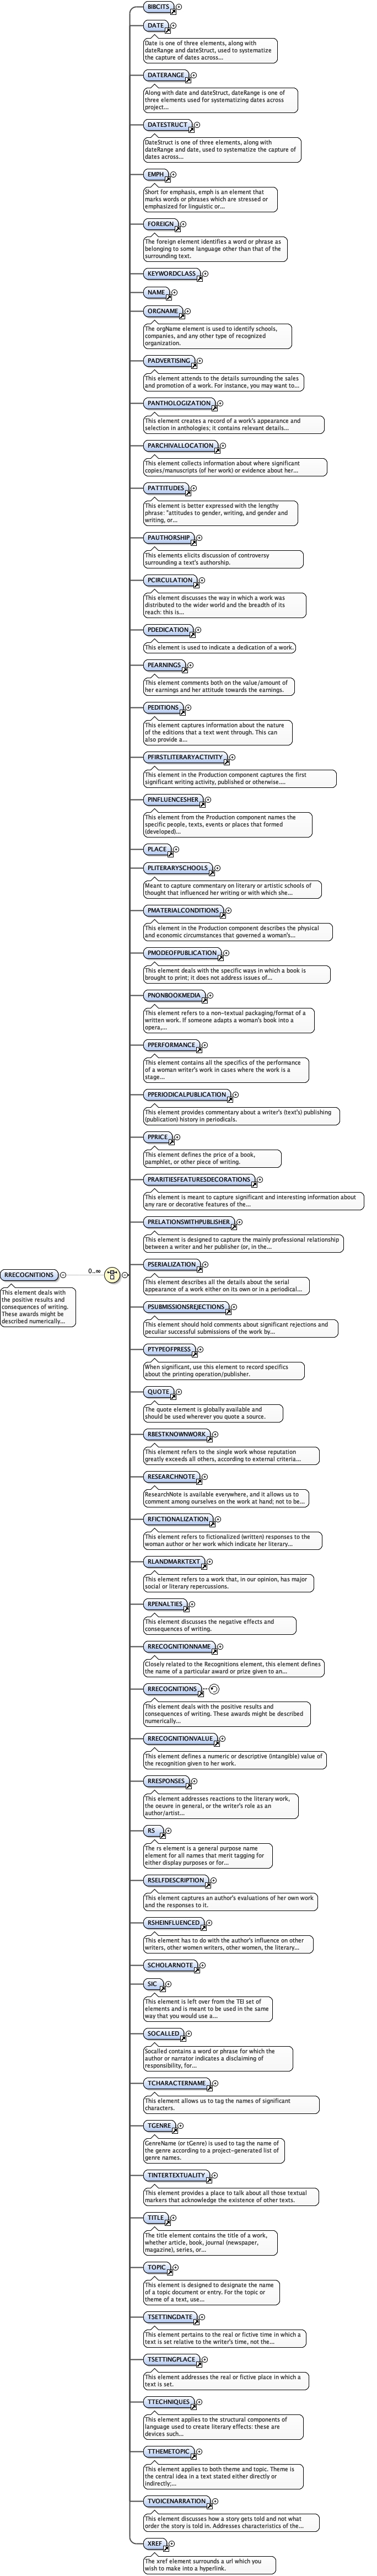 BIBCITS
DATE
Date is one of three elements, along with
dateRange and dateStruct, used to systematize
the capture of dates across...
DATERANGE
Along with date and dateStruct, dateRange is one of
three elements used for systematizing dates across
project...
DATESTRUCT
DateStruct is one of three elements, along with
dateRange and date, used to systematize the capture of
dates across...
EMPH
Short for emphasis, emph is an element that
marks words or phrases which are stressed or
emphasized for linguistic or...
FOREIGN
The foreign element identifies a word or phrase as
belonging to some language other than that of the
surrounding text.
KEYWORDCLASS
NAME
ORGNAME
The orgName element is used to identify schools,
companies, and any other type of recognized
organization.
PADVERTISING
This element attends to the details surrounding the sales
and promotion of a work. For instance, you may want to...
PANTHOLOGIZATION
This element creates a record of a work's appearance and
selection in anthologies; it contains relevant details...
PARCHIVALLOCATION
This element collects information about where significant
copies/manuscripts (of her work) or evidence about her...
PATTITUDES
This element is better expressed with the lengthy
phrase: "attitudes to gender, writing, and gender and
writing, or...
PAUTHORSHIP
This elements elicits discussion of controversy
surrounding a text's authorship.
PCIRCULATION
This element discusses the way in which a work was
distributed to the wider world and the breadth of its
reach: this is...
PDEDICATION
This element is used to indicate a dedication of a work.
PEARNINGS
This element comments both on the value/amount of
her earnings and her attitude towards the earnings.
PEDITIONS
This element captures information about the nature
of the editions that a text went through. This can
also provide a...
PFIRSTLITERARYACTIVITY
This element in the Production component captures the first
significant writing activity, published or otherwise....
PINFLUENCESHER
This element from the Production component names the
specific people, texts, events or places that formed
(developed)...
PLACE
PLITERARYSCHOOLS
Meant to capture commentary on literary or artistic schools of
thought that influenced her writing or with which she...
PMATERIALCONDITIONS
This element in the Production component describes the physical
and economic circumstances that governed a woman's...
PMODEOFPUBLICATION
This element deals with the specific ways in which a book is
brought to print; it does not address issues of...
PNONBOOKMEDIA
This element refers to a non-textual packaging/format of a
written work. If someone adapts a woman's book into a
opera,...
PPERFORMANCE
This element contains all the specifics of the performance
of a woman writer's work in cases where the work is a
stage...
PPERIODICALPUBLICATION
This element provides commentary about a writer's (text's) publishing
(publication) history in periodicals.
PPRICE
This element defines the price of a book,
pamphlet, or other piece of writing.
PRARITIESFEATURESDECORATIONS
This element is meant to capture significant and interesting information about
any rare or decorative features of the...
PRELATIONSWITHPUBLISHER
This element is designed to capture the mainly professional relationship
between a writer and her publisher (or, in the...
PSERIALIZATION
This element describes all the details about the serial
appearance of a work either on its own or in a periodical...
PSUBMISSIONSREJECTIONS
This element should hold comments about significant rejections and
peculiar successful submissions of the work by...
PTYPEOFPRESS
When significant, use this element to record specifics
about the printing operation/publisher.
QUOTE
The quote element is globally available and
should be used wherever you quote a source.
RBESTKNOWNWORK
This element refers to the single work whose reputation
greatly exceeds all others, according to external criteria...
RESEARCHNOTE
ResearchNote is available everywhere, and it allows us to
comment among ourselves on the work at hand; not to be...
RFICTIONALIZATION
This element refers to fictionalized (written) responses to the
woman author or her work which indicate her literary...
RLANDMARKTEXT
This element refers to a work that, in our opinion, has major
social or literary repercussions.
RPENALTIES
This element discusses the negative effects and
consequences of writing.
RRECOGNITIONNAME
Closely related to the Recognitions element, this element defines
the name of a particular award or prize given to an...
RRECOGNITIONS
This element deals with the positive results and
consequences of writing. These awards might be described
numerically...
RRECOGNITIONVALUE
This element defines a numeric or descriptive (intangible) value of
the recognition given to her work.
RRESPONSES
This element addresses reactions to the literary work,
the oeuvre in general, or the writer's role as an
author/artist...
RS
The rs element is a general purpose name
element for all names that merit tagging for
either display purposes or for...
RSELFDESCRIPTION
This element captures an author's evaluations of her own work
and the responses to it.
RSHEINFLUENCED
This element has to do with the author's influence on other
writers, other women writers, other women, the literary...
SCHOLARNOTE
SIC
This element is left over from the TEI set of
elements and is meant to be used in the same
way that you would use a...
SOCALLED
Socalled contains a word or phrase for which the
author or narrator indicates a disclaiming of
responsibility, for...
TCHARACTERNAME
This element allows us to tag the names of significant
characters.
TGENRE
GenreName (or tGenre) is used to tag the name of
the genre according to a project-generated list of
genre names.
TINTERTEXTUALITY
This element provides a place to talk about all those textual
markers that acknowledge the existence of other texts.
TITLE
The title element contains the title of a work,
whether article, book, journal (newspaper,
magazine), series, or...
TOPIC
This element is designed to designate the name
of a topic document or entry. For the topic or
theme of a text, use...
TSETTINGDATE
This element pertains to the real or fictive time in which a
text is set relative to the writer's time, not the...
TSETTINGPLACE
This element addresses the real or fictive place in which a
text is set.
TTECHNIQUES
This element applies to the structural components of
language used to create literary effects: these are
devices such...
TTHEMETOPIC
This element applies to both theme and topic. Theme is
the central idea in a text stated either directly or
indirectly;...
TVOICENARRATION
This element discusses how a story gets told and not what
order the story is told in. Addresses characteristics of the...
XREF
The xref element surrounds a url which you
wish to make into a hyperlink.
RRECOGNITIONS
0..∞
This element deals with
the positive results and
consequences of writing.
These awards might be
described numerically...